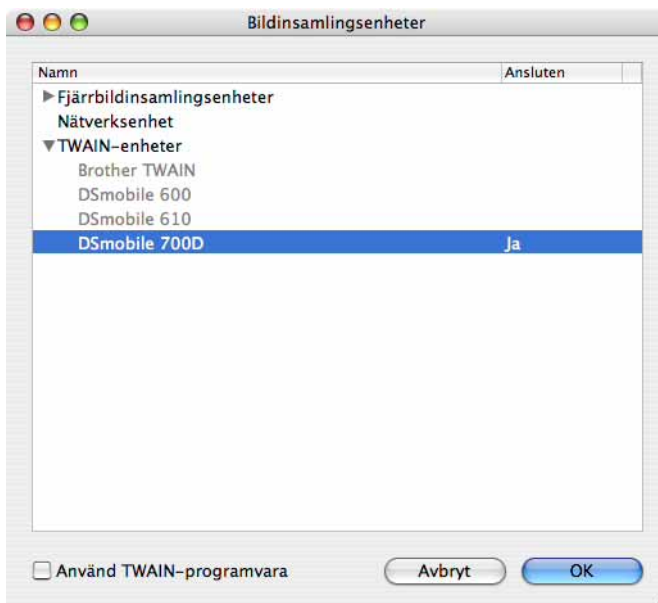 Bildinsamlingsenheter
Namn Ansluten
Fjärrbildinsamlingsenheter
Nätverksenhet
TWAIN-enheter
Brother TWAIN
DSmobile 600
DSmobile 610
DSmobile 700D Ja
Använd TWAIN-programvara Avbryt OK